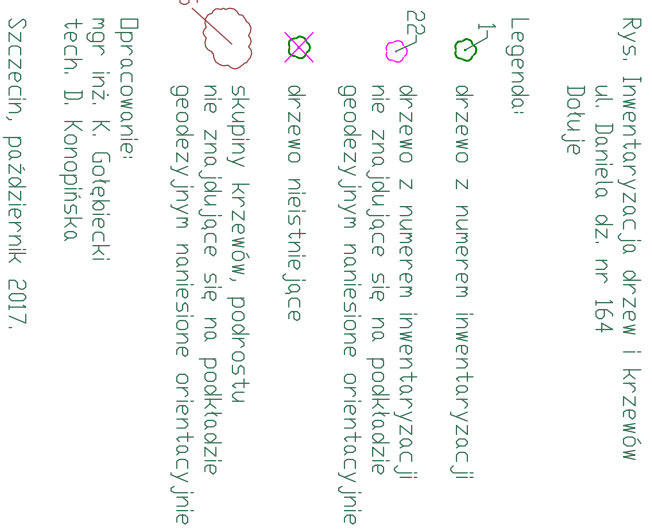 Rys. Inwentaryzacja drzew i krzewów
ul. Daniela dz. nr 164
Dołuje
Legenda:
1
drzewo z numerem inwentaryzacji
22
drzewo z numerem inwentaryzacji
nie znajdujące się na podkładzie
geodezyjnym naniesione orientacyjnie
drzewo nieistniejące
skupiny krzewów, podrostu
nie znajdujące się na podkładzie
geodezyjnym naniesione orientacyjnie
Opracowanie:
mgr inż. K. Gołębiecki
tech. D. Konopińska
Szczecin, październik 2017.